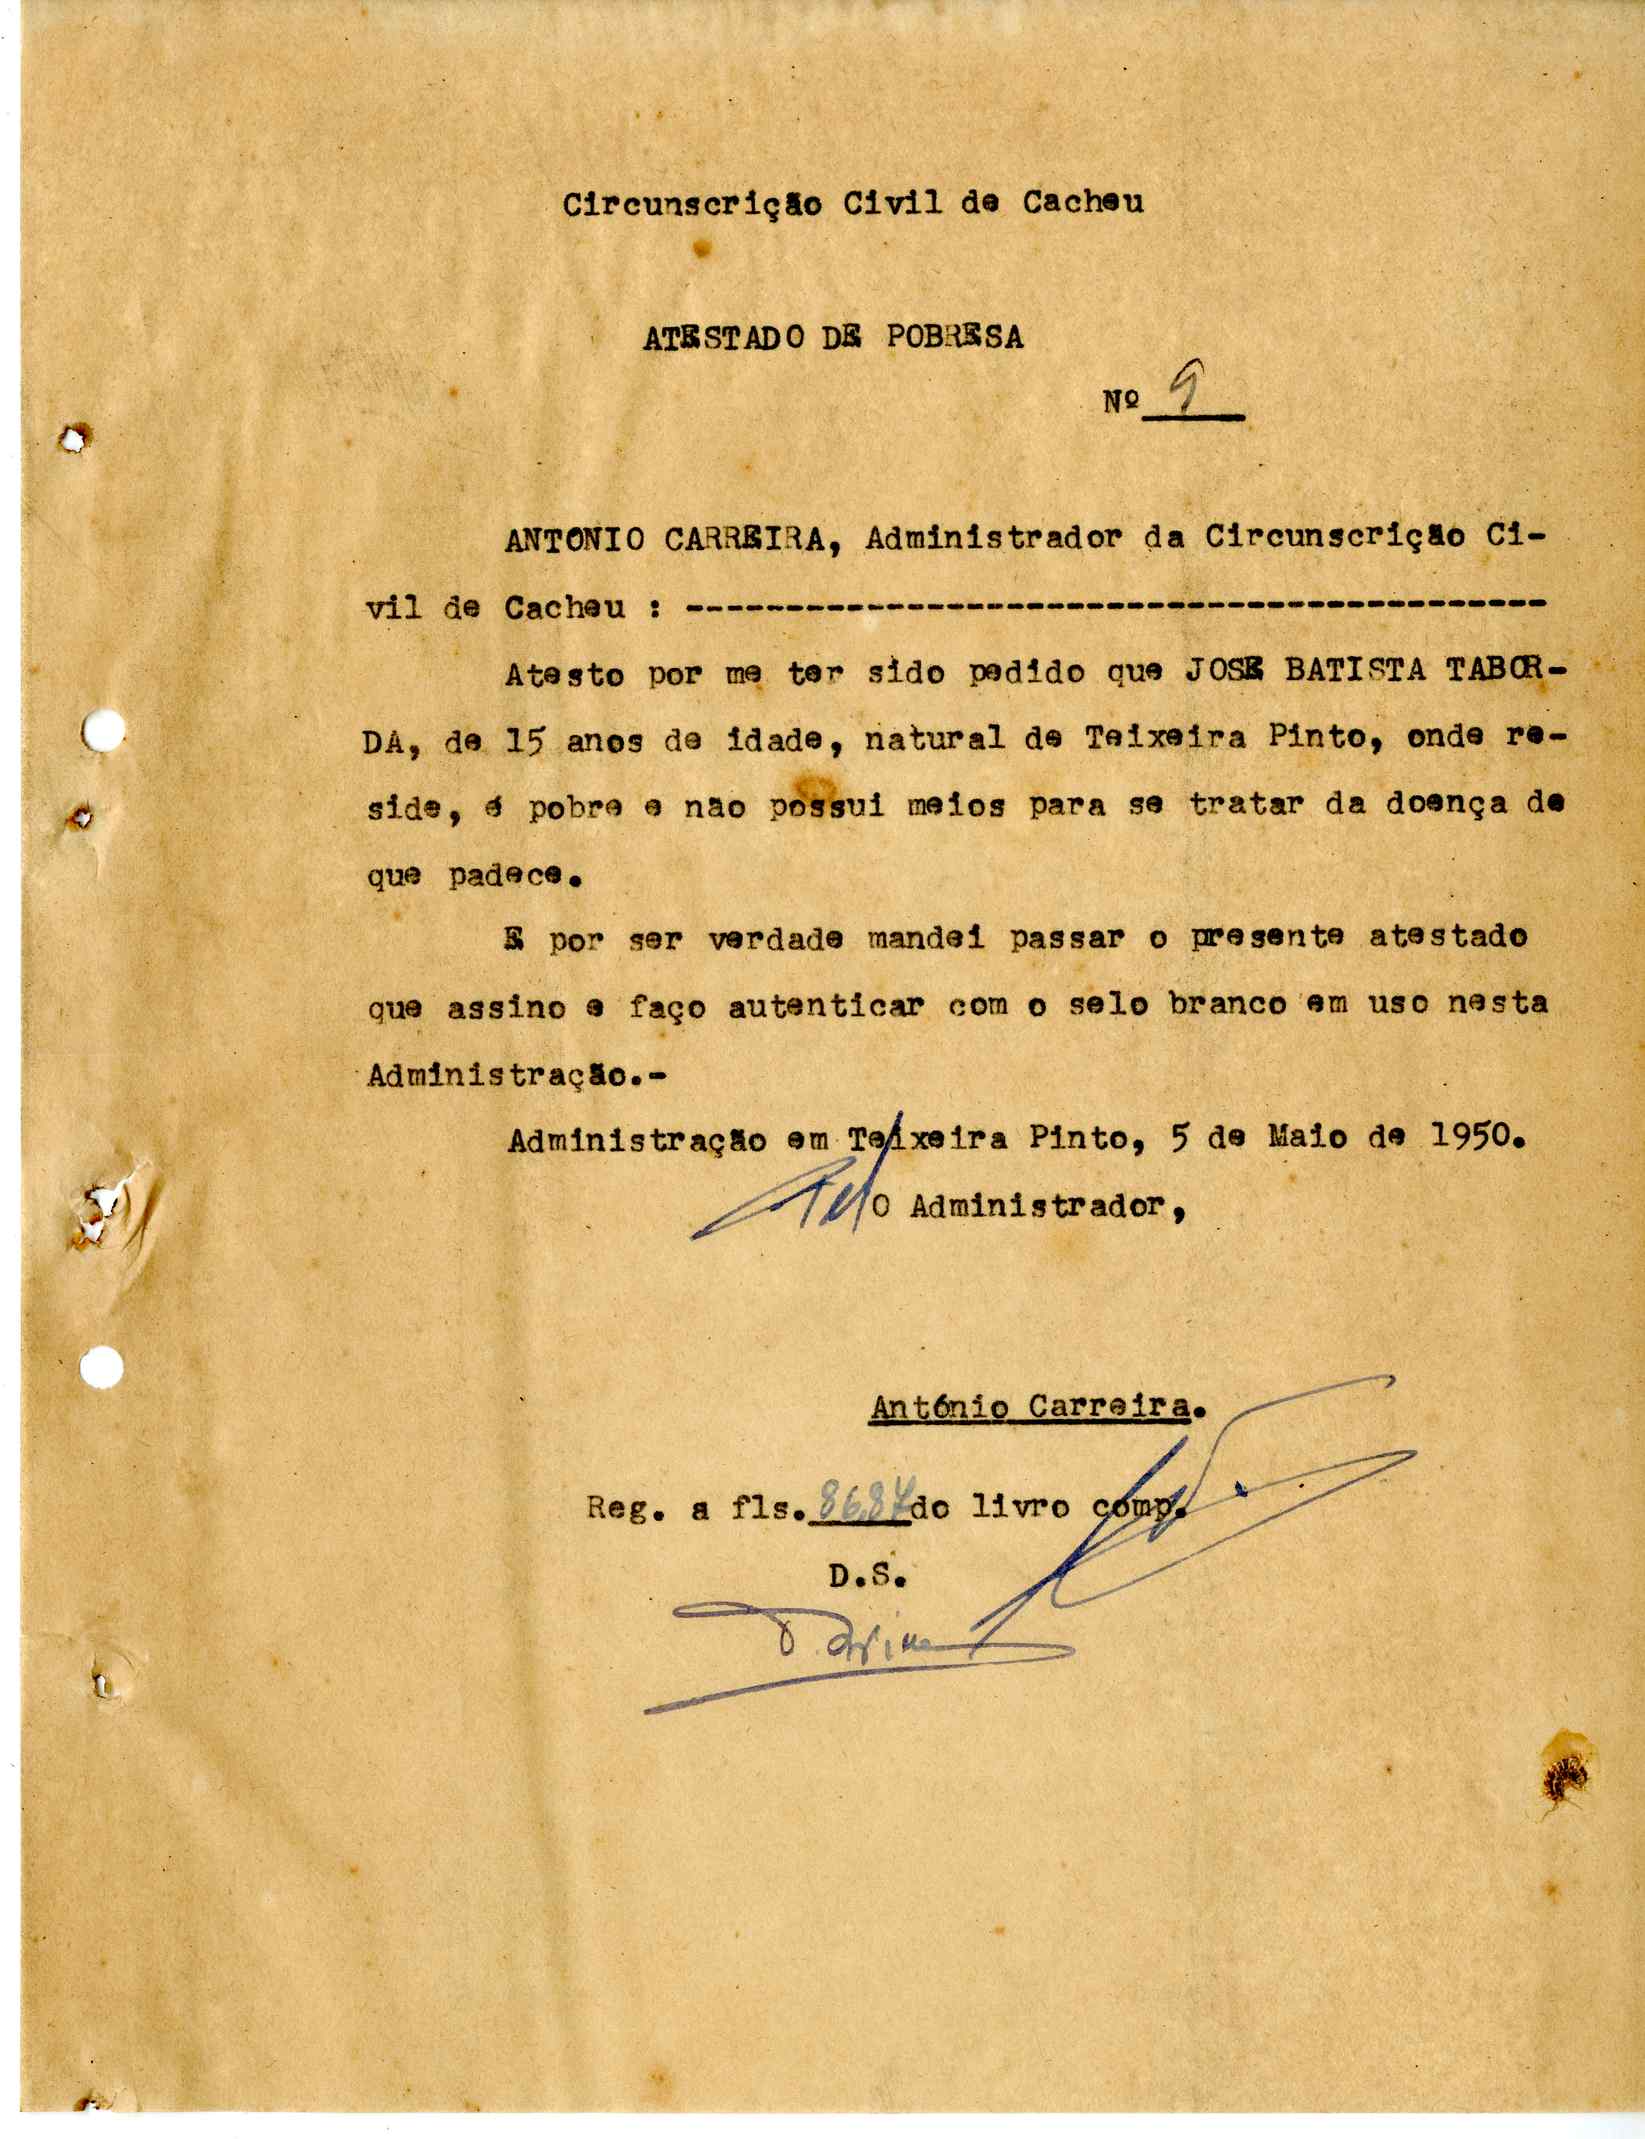 Circunscrição Civil de Cacheu
ATESTADO DE POBRESA
Nº 9
ANTONIO CARREIRA, Administrador da Circunscrição Ci-
vil de Cacheu : -------------------------------------------
Atesto por me ter sido pedido que JOSE BATISTA TABOR-
DA, de 15 anos de idade, natural de Teixeira Pinto, onde re-
side, é pobre e não possui meios para se tratar da doença de
que padece.
E por ser verdade mandei passar o presente atestado
que assino e faço autenticar com o selo branco em uso nesta
Administração.-
Administração em Teixeira Pinto, 5 de Maio de 1950.
O Administrador,
António Carreira.
Reg. a fls. 86,87 do livro comp.
D.S.